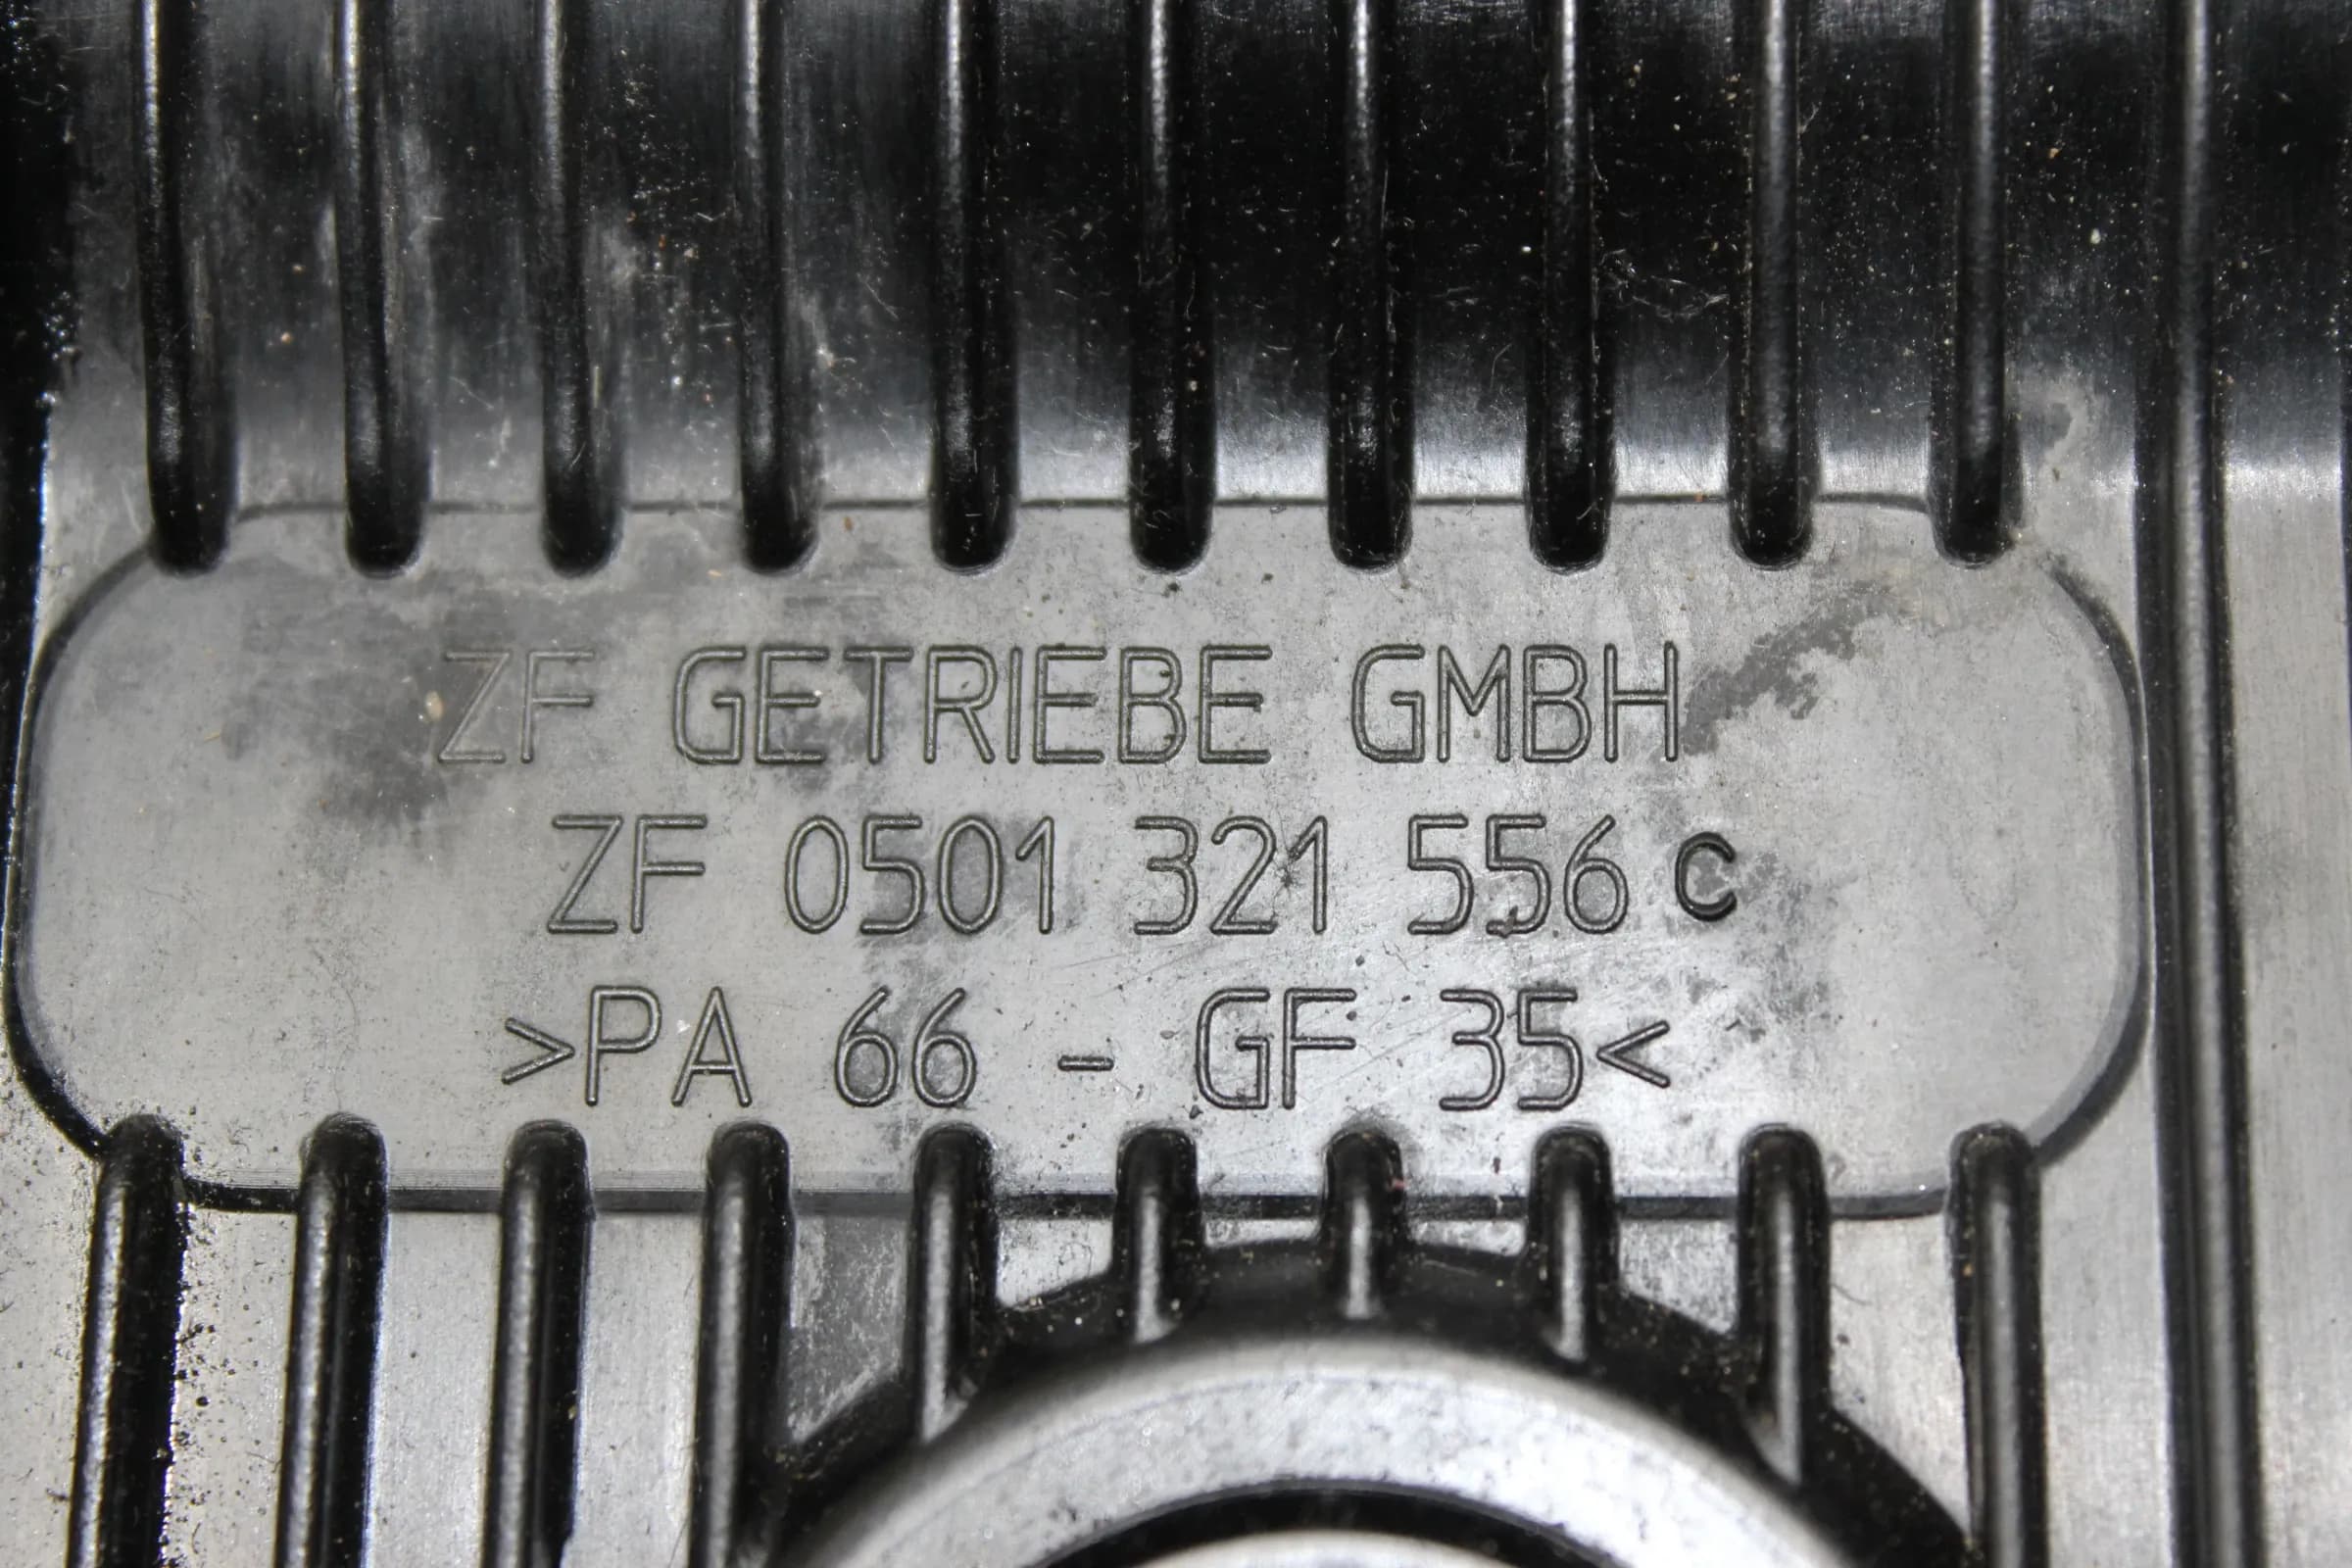 ZF GETRIEBE GMBH
ZF 0501 321 556 C
>PA 66 - GF 35<